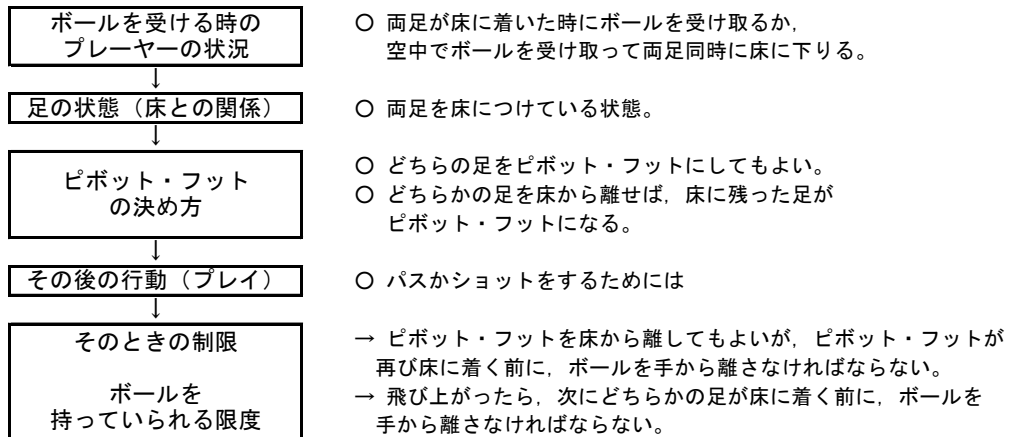 ボールを受ける時の
プレーヤーの状況
○ 両足が床に着いた時にボールを受け取るか，
空中でボールを受け取って両足同時に床に下りる。
↓
足の状態（床との関係）
○ 両足を床につけている状態。
↓
ピボット・フット
の決め方
○ どちらの足をピボット・フットにしてもよい。
○ どちらかの足を床から離せば，床に残った足が
ピボット・フットになる。
↓
その後の行動（プレイ）
○ パスかショットをするためには
↓
そのときの制限
ボールを
持っていられる限度
→ ピボット・フットを床から離してもよいが，ピボット・フットが
再び床に着く前に，ボールを手から離さなければならない。
→ 飛び上がったら，次にどちらかの足が床に着く前に，ボールを
手から離さなければならない。